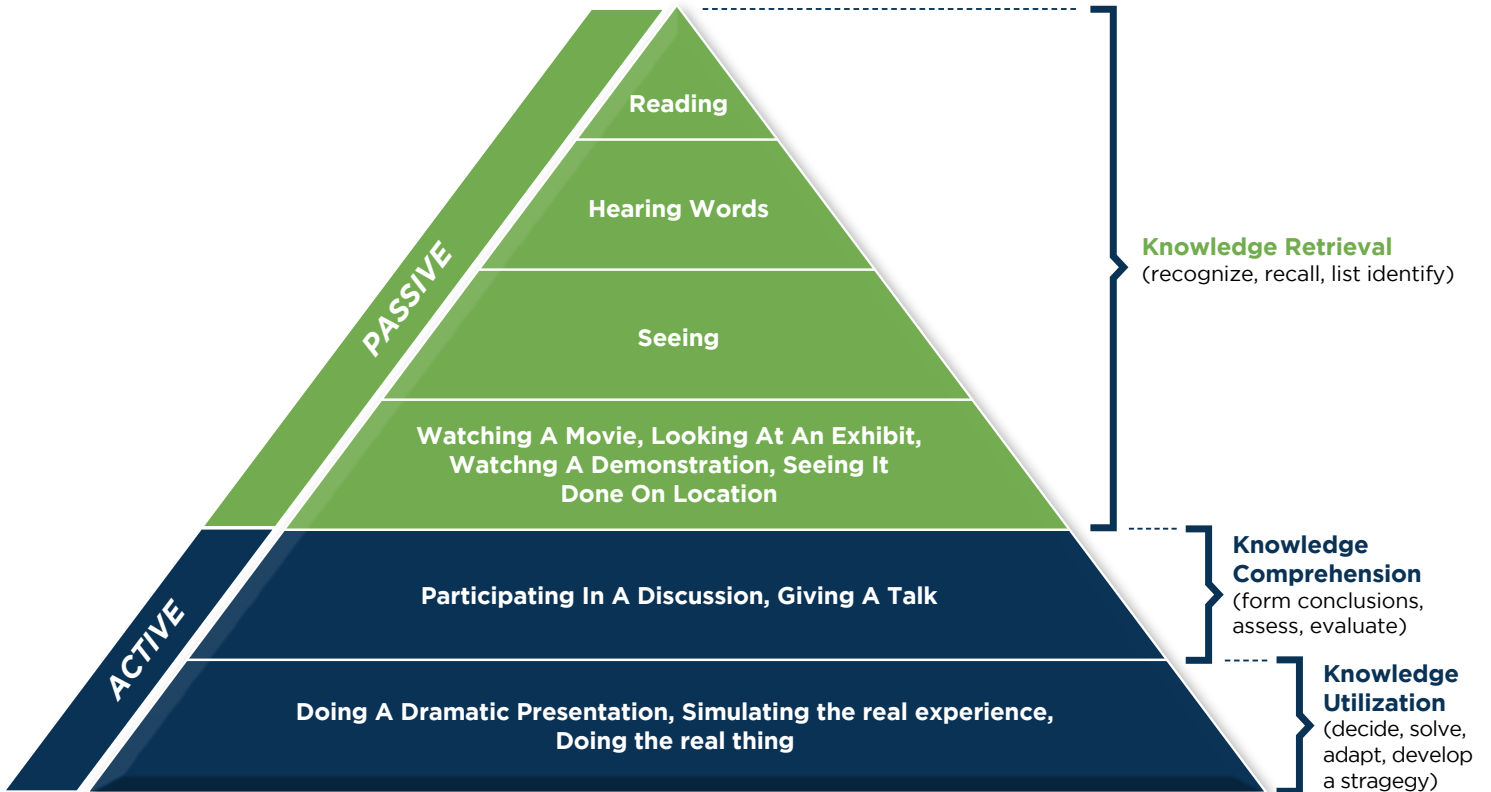 Reading
Hearing Words
Seeing
Watching A Movie, Looking At An Exhibit,
Watchng A Demonstration, Seeing It
Done On Location
Participating In A Discussion, Giving A Talk
Doing A Dramatic Presentation, Simulating the real experience,
Doing the real thing
PASSIVE
ACTIVE
Knowledge Retrieval
(recognize, recall, list identify)
Knowledge
Comprehension
(form conclusions,
assess, evaluate)
Knowledge
Utilization
(decide, solve,
adapt, develop
a stragegy)